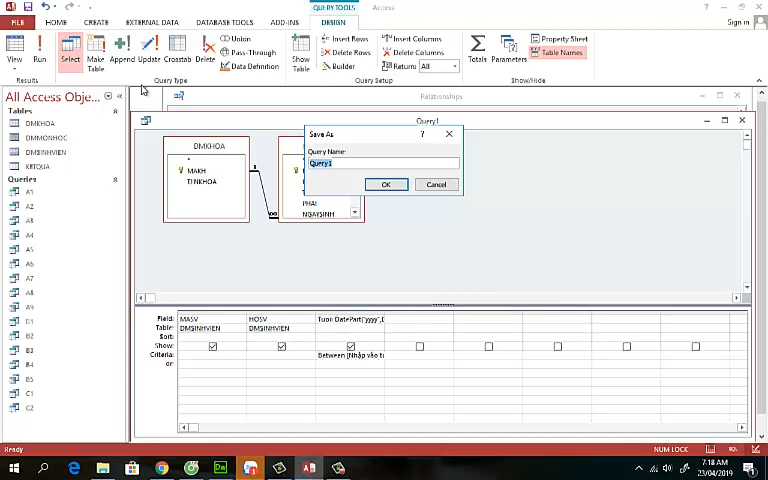 QUERY TOOLS
Access
FILE
HOME
CREATE
EXTERNAL DATA
DATABASE TOOLS
ADD-INS
DESIGN
Sign in
View
Run
Select
Make Table
Append
Update
Crosstab
Delete
Union
Pass-Through
Data Definition
Show Table
Insert Rows
Delete Rows
Builder
Insert Columns
Delete Columns
Return: All
Totals
Parameters
Property Sheet
Table Names
Results
Query Type
Query Setup
Show/Hide
All Access Obje...
Tables
DMKHOA
DMMONHOC
DMSINHVIEN
KETQUA
Queries
A1
A2
A3
A4
A5
A6
A7
A8
A9
B1
B2
B3
B4
B5
C1
C2
Relationships
Query1
DMKHOA
*
MAKH
TENKHOA
PHAI
NGAYSINH
Save As
Query Name:
Query1
OK
Cancel
Field: MASV HOSV Tuoi: DatePart("yyyy",D
Table: DMSINHVIEN DMSINHVIEN
Sort:
Show:
Criteria: Between [Nhập vào t
or:
Ready
NUM LOCK
SQL
7:18 AM
23/04/2019